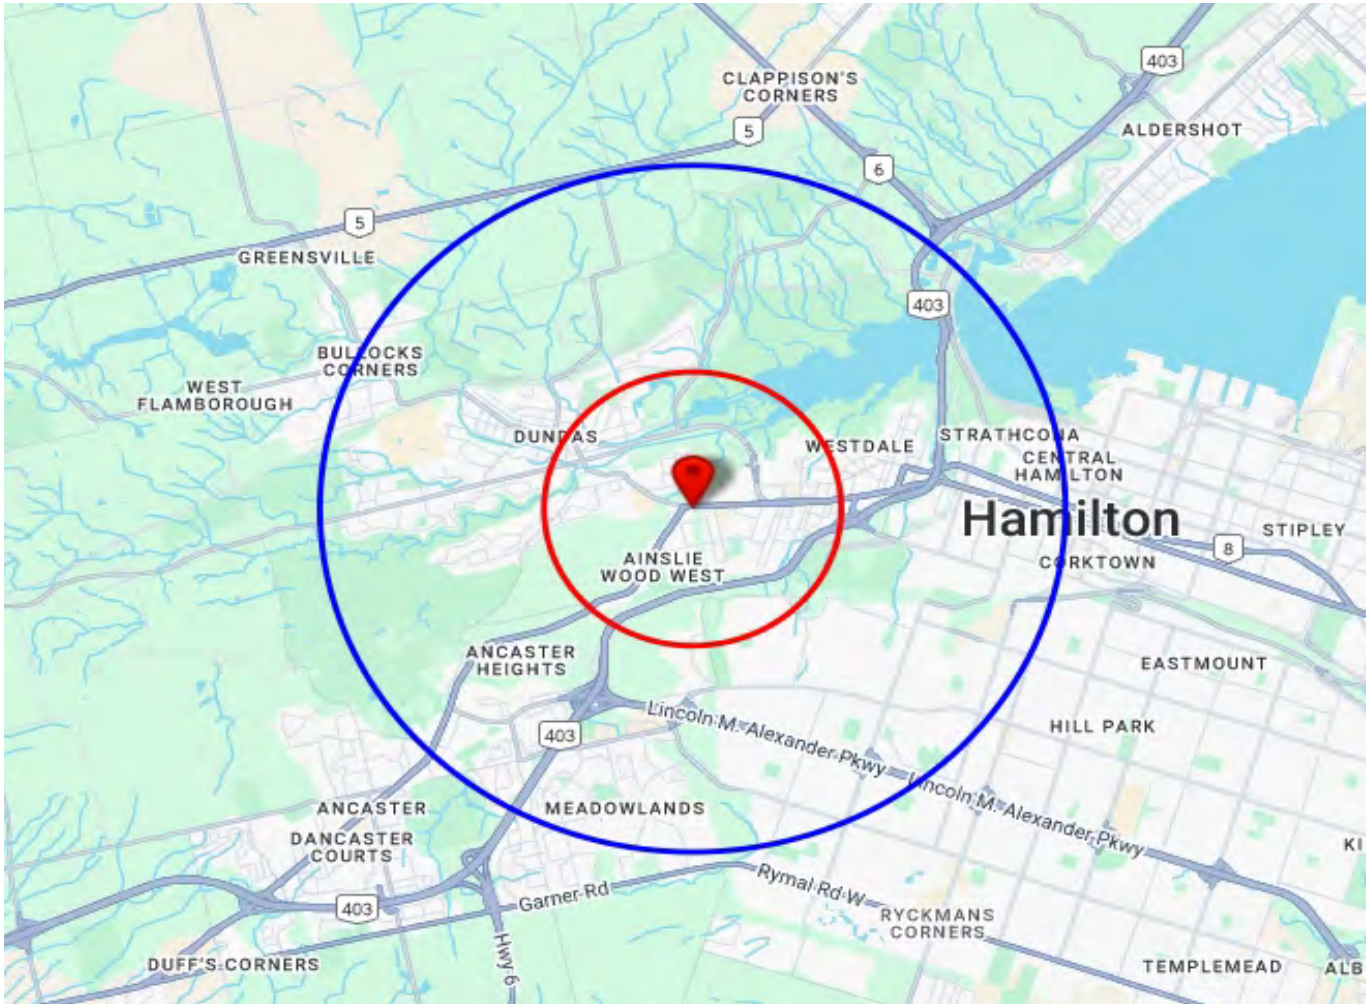 403
CLAPPISON'S
CORNERS
5
ALDERSHOT
6
5
GREENSVILLE
403
BULLOCKS
CORNERS
WEST
FLAMBOROUGH
DUNDAS
WESTDALE
STRATHCONA
CENTRAL
HAMILTON
Hamilton
STIPLEY
8
AINSLIE
WOOD WEST
CORKTOWN
ANCASTER
HEIGHTS
EASTMOUNT
Lincoln M. Alexander Pkwy
403
HILL PARK
Lincoln M. Alexander Pkwy
ANCASTER
MEADOWLANDS
DANCASTER
COURTS
KI
Garner Rd
Rymal Rd W
403
RYCKMANS
CORNERS
Hwy 6
DUFF'S CORNERS
TEMPLEMEAD
ALB